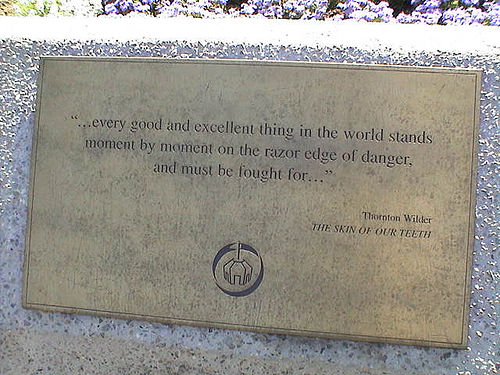 “...every good and excellent thing in the world stands
moment by moment on the razor edge of danger,
and must be fought for...”
Thornton Wilder
THE SKIN OF OUR TEETH